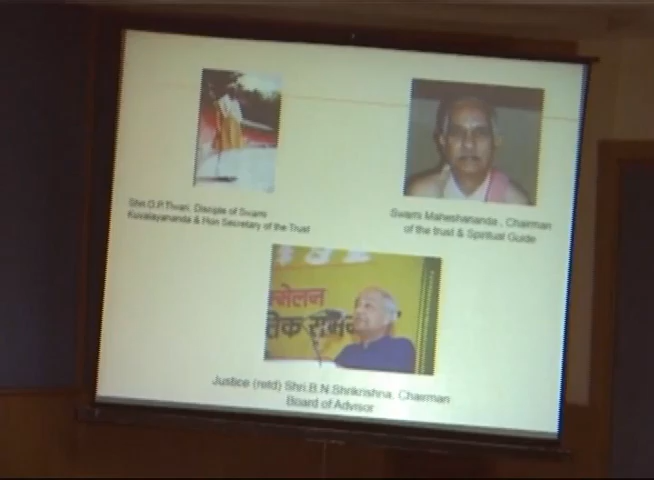 Shri.O.P.Tiwari, Disciple of Swami
Kuvalayananda & Hon Secretary of the Trust
Swami Maheshananda , Chairman
of the trust & Spiritual Guide
म्मेलन
Justice (retd) Shri.B.N.Shrikrishna, Chairman
Board of Advisor